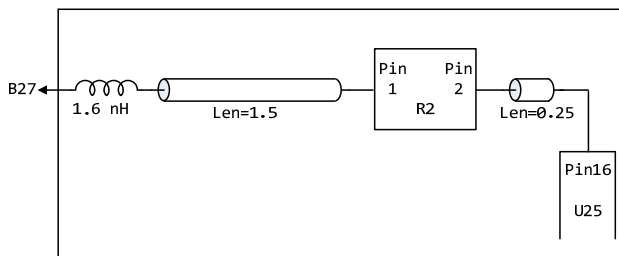 Pin Pin
B27 1 2
1.6 nH Len=1.5 R2 Len=0.25
Pin16
U25